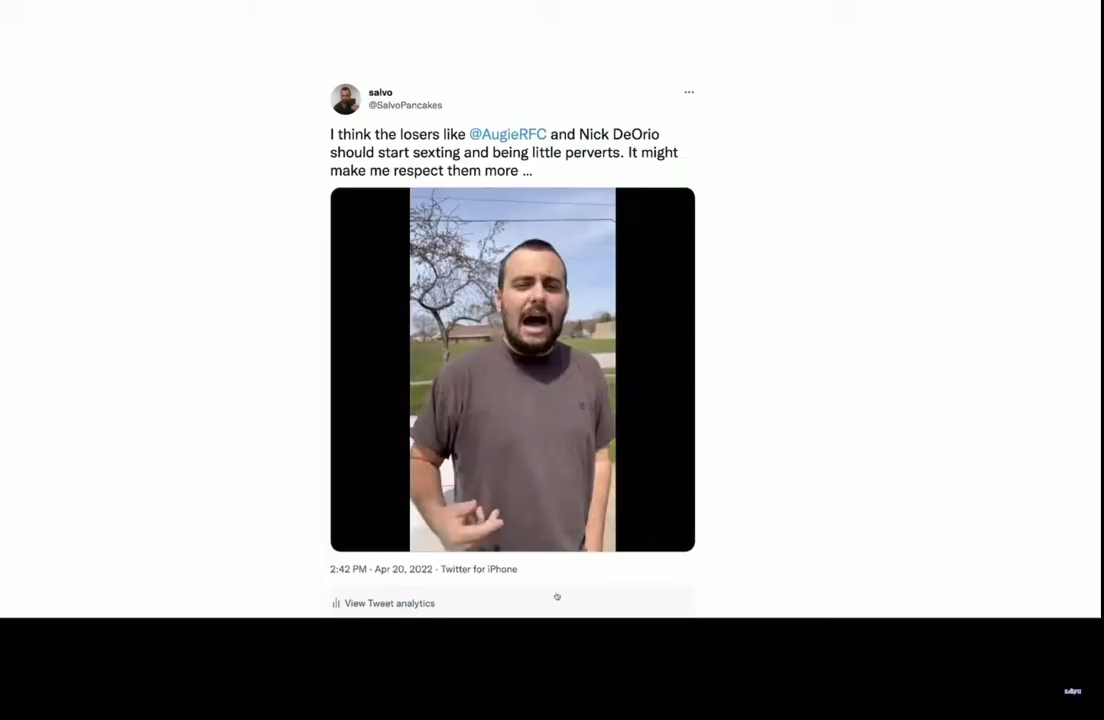 salvo
@SalvoPancakes
...
I think the losers like @AugieRFC and Nick DeOrio
should start sexting and being little perverts. It might
make me respect them more ...
2:42 PM · Apr 20, 2022 · Twitter for iPhone
View Tweet analytics